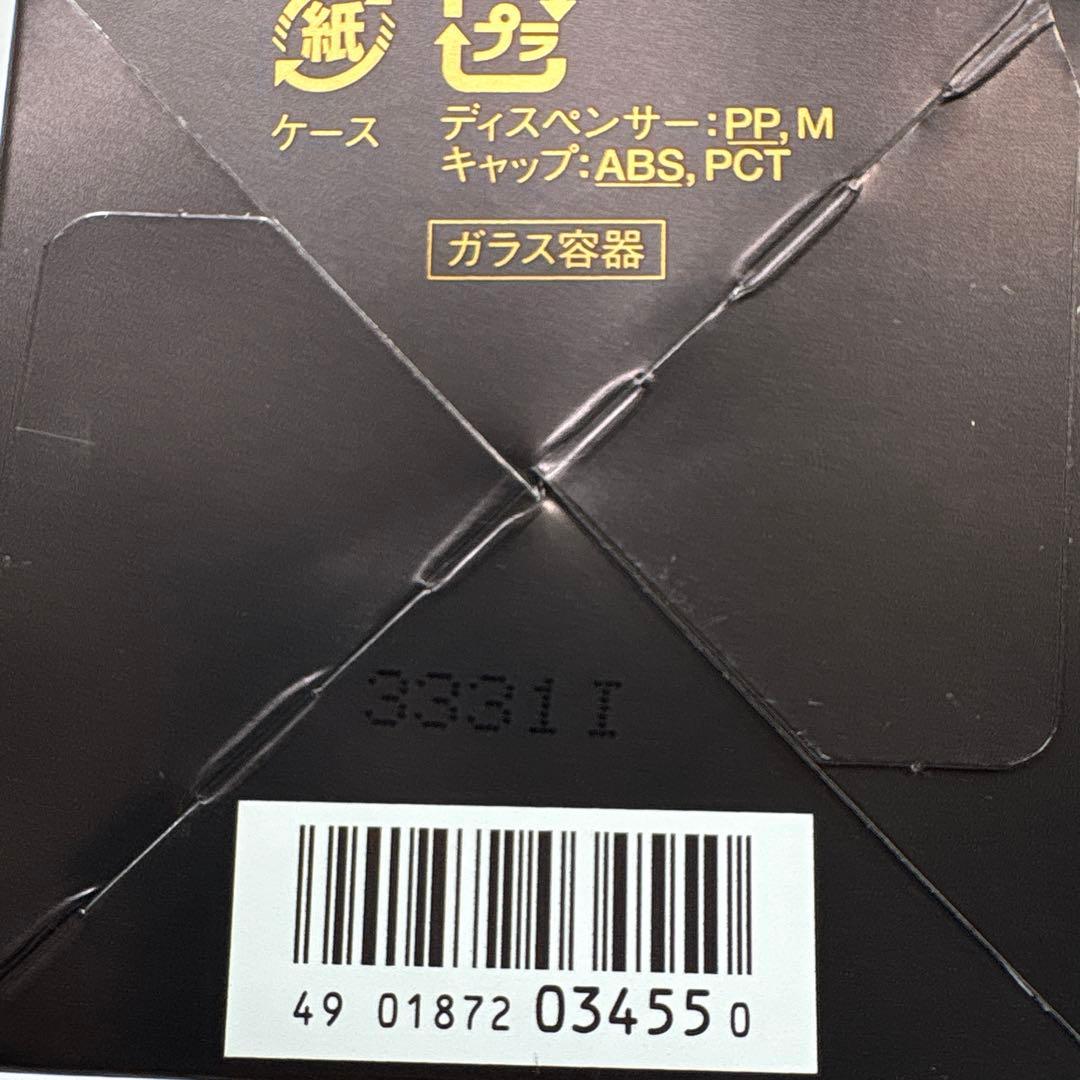 紙 プラ
ケース
ディスペンサー:PP, M
キャップ:ABS, PCT
ガラス容器
3331I
49 01872 03455 0